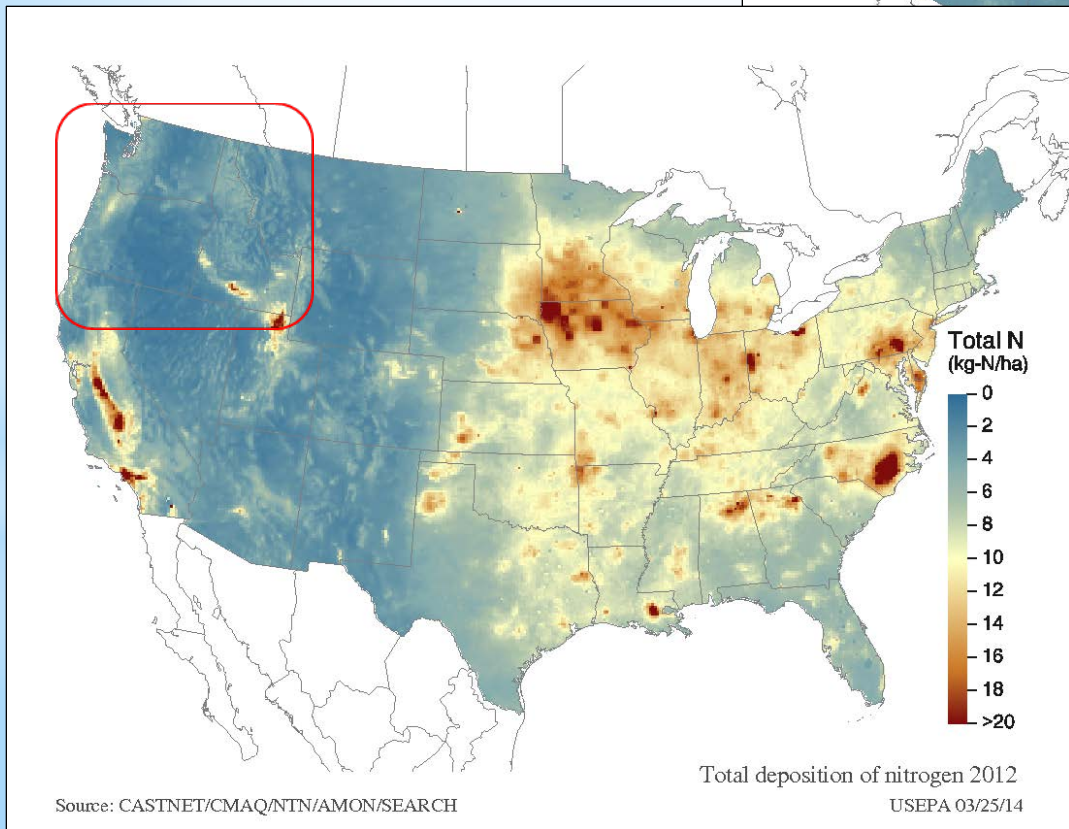 Total N
(kg-N/ha)
0
2
4
6
8
10
12
14
16
18
>20
Total deposition of nitrogen 2012
Source: CASTNET/CMAQ/NTN/AMON/SEARCH
USEPA 03/25/14